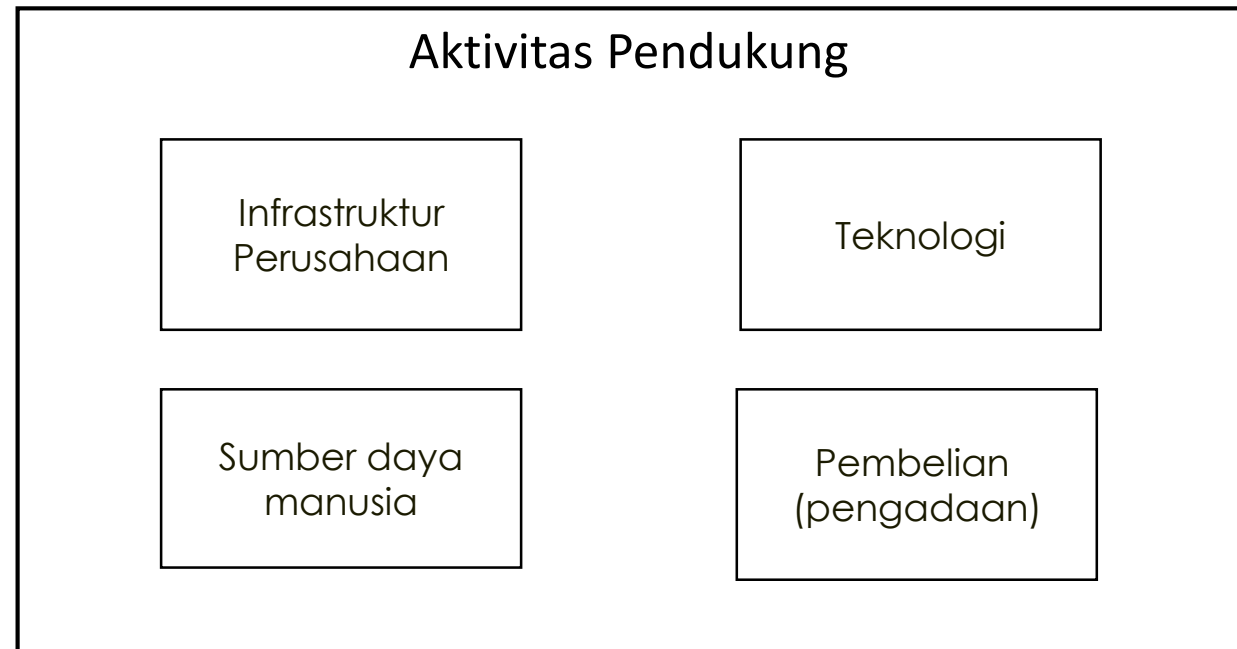 Aktivitas Pendukung
Infrastruktur
Perusahaan
Teknologi
Sumber daya
manusia
Pembelian
(pengadaan)